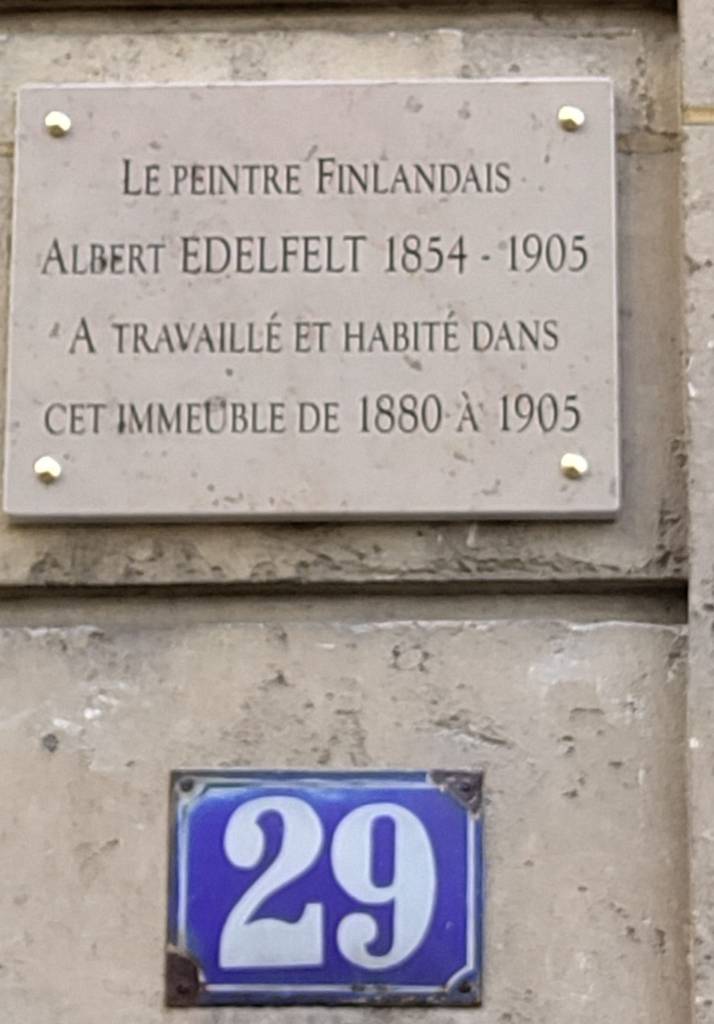 LE PEINTRE FINLANDAIS
ALBERT EDELFELT 1854 - 1905
A TRAVAILLÉ ET HABITÉ DANS
CET IMMEUBLE DE 1880 À 1905
29